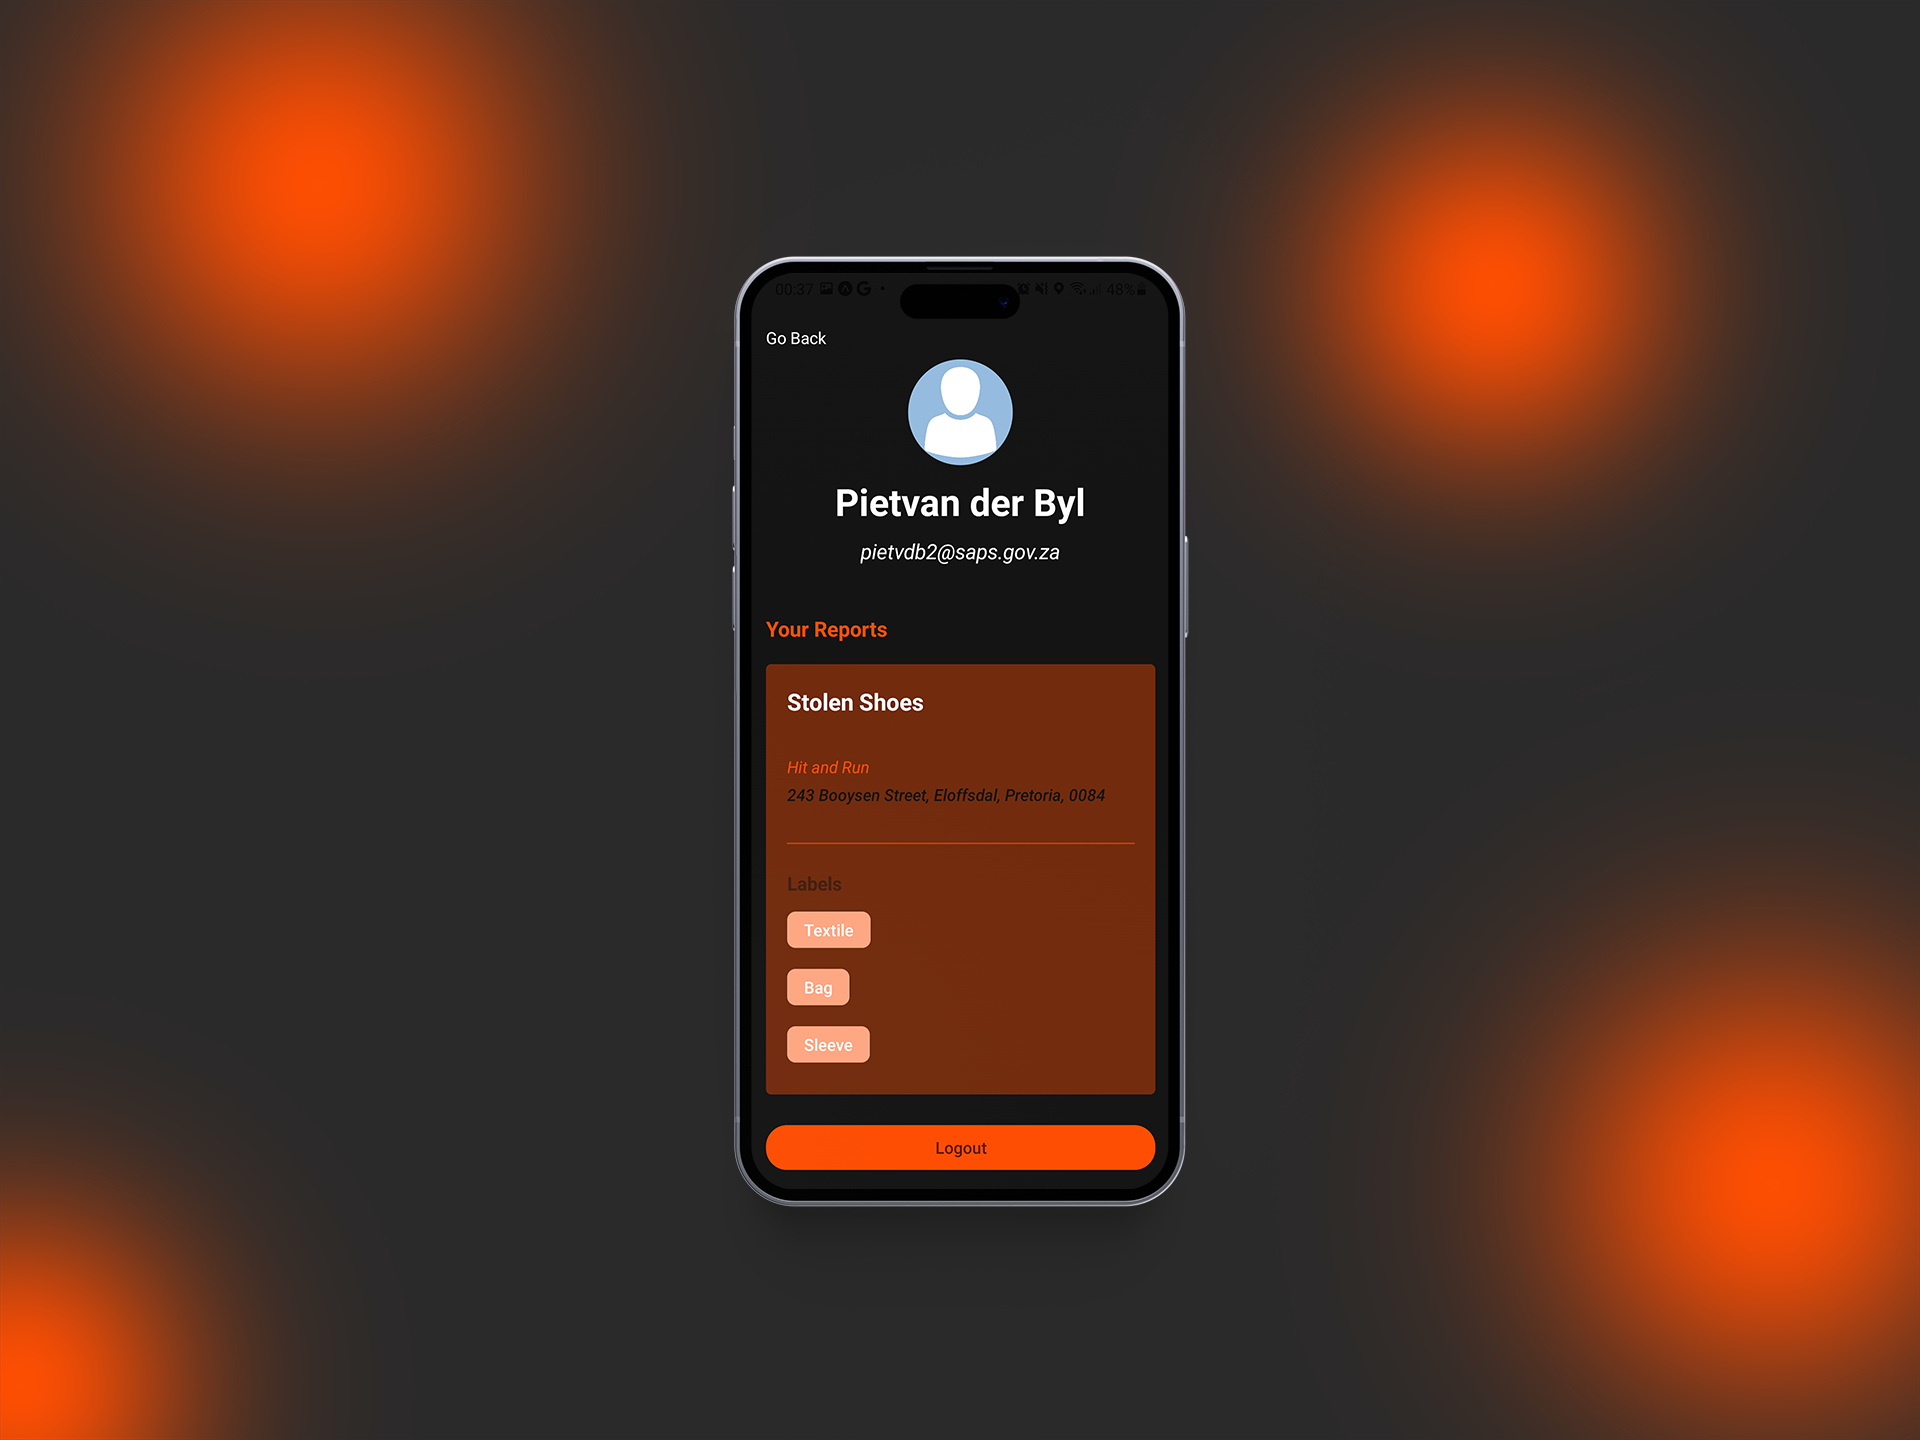 00:37 48%
Go Back
Pietvan der Byl
pietvdb2@saps.gov.za
Your Reports
Stolen Shoes
Hit and Run
243 Booysen Street, Eloffsdal, Pretoria, 0084
Labels
Textile
Bag
Sleeve
Logout